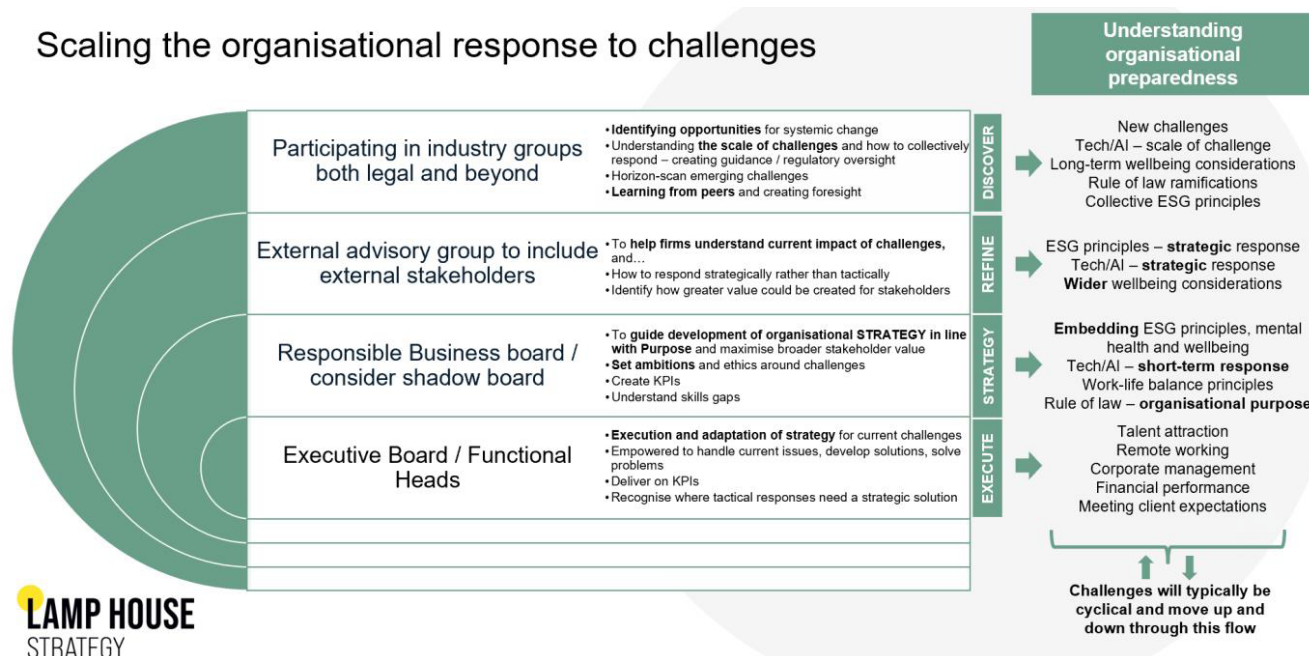 Scaling the organisational response to challenges
Understanding
organisational
preparedness
Participating in industry groups
both legal and beyond
• Identifying opportunities for systemic change
• Understanding the scale of challenges and how to collectively
respond – creating guidance / regulatory oversight
• Horizon-scan emerging challenges
• Learning from peers and creating foresight
DISCOVER
New challenges
Tech/AI – scale of challenge
Long-term wellbeing considerations
Rule of law ramifications
Collective ESG principles
External advisory group to include
external stakeholders
• To help firms understand current impact of challenges,
and…
• How to respond strategically rather than tactically
• Identify how greater value could be created for stakeholders
REFINE
ESG principles – strategic response
Tech/AI – strategic response
Wider wellbeing considerations
Responsible Business board /
consider shadow board
• To guide development of organisational STRATEGY in line
with Purpose and maximise broader stakeholder value
• Set ambitions and ethics around challenges
• Create KPIs
• Understand skills gaps
STRATEGY
Embedding ESG principles, mental
health and wellbeing
Tech/AI – short-term response
Work-life balance principles
Rule of law – organisational purpose
Executive Board / Functional
Heads
• Execution and adaptation of strategy for current challenges
• Empowered to handle current issues, develop solutions, solve
problems
• Deliver on KPIs
• Recognise where tactical responses need a strategic solution
EXECUTE
Talent attraction
Remote working
Corporate management
Financial performance
Meeting client expectations
Challenges will typically be
cyclical and move up and
down through this flow
LAMP HOUSE
STRATEGY